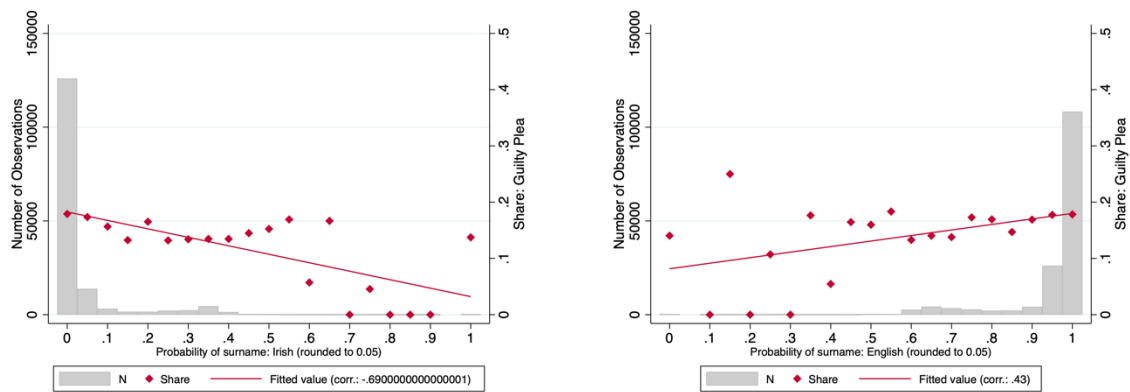 150000
100000
50000
0
Number of Observations
.5
.4
.3
.2
.1
0
Share: Guilty Plea
0 .1 .2 .3 .4 .5 .6 .7 .8 .9 1
Probability of surname: Irish (rounded to 0.05)
N Share Fitted value (corr.: -.6900000000000001)
150000
100000
50000
0
Number of Observations
.5
.4
.3
.2
.1
0
Share: Guilty Plea
0 .1 .2 .3 .4 .5 .6 .7 .8 .9 1
Probability of surname: English (rounded to 0.05)
N Share Fitted value (corr.: .43)